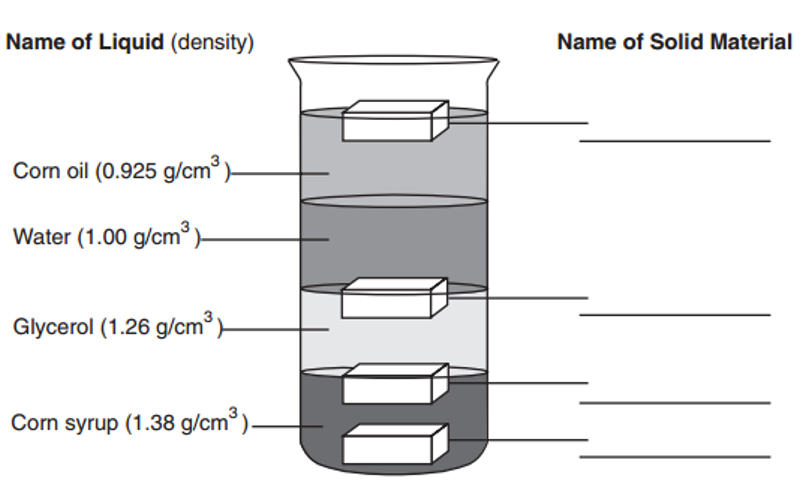 Name of Liquid (density)
Name of Solid Material
Corn oil (0.925 g/cm³)
Water (1.00 g/cm³)
Glycerol (1.26 g/cm³)
Corn syrup (1.38 g/cm³)